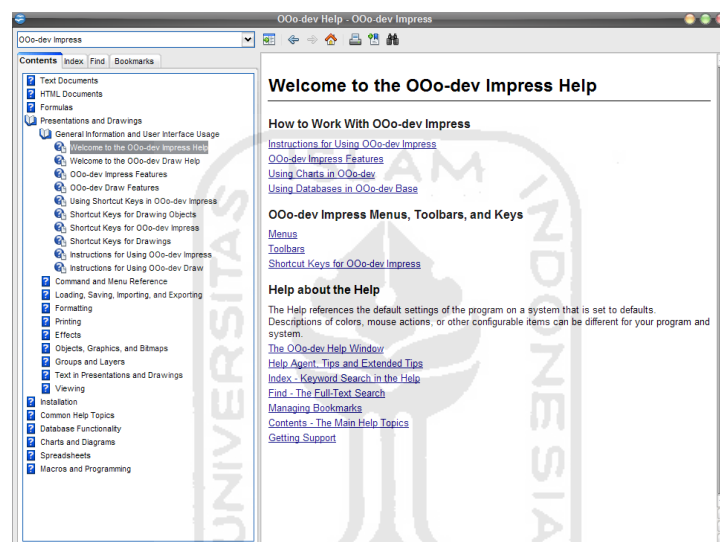 OOo-dev Help - OOo-dev Impress
OOo-dev Impress
Contents Index Find Bookmarks
Text Documents
HTML Documents
Formulas
Presentations and Drawings
General Information and User Interface Usage
Welcome to the OOo-dev Impress Help
Welcome to the OOo-dev Draw Help
OOo-dev Impress Features
OOo-dev Draw Features
Using Shortcut Keys in OOo-dev Impress
Shortcut Keys for Drawing Objects
Shortcut Keys for OOo-dev Impress
Shortcut Keys for Drawings
Instructions for Using OOo-dev Impress
Instructions for Using OOo-dev Draw
Command and Menu Reference
Loading, Saving, Importing, and Exporting
Formatting
Printing
Effects
Objects, Graphics, and Bitmaps
Groups and Layers
Text in Presentations and Drawings
Viewing
Installation
Common Help Topics
Database Functionality
Charts and Diagrams
Spreadsheets
Macros and Programming
Welcome to the OOo-dev Impress Help
How to Work With OOo-dev Impress
Instructions for Using OOo-dev Impress
OOo-dev Impress Features
Using Charts in OOo-dev
Using Databases in OOo-dev Base
OOo-dev Impress Menus, Toolbars, and Keys
Menus
Toolbars
Shortcut Keys for OOo-dev Impress
Help about the Help
The Help references the default settings of the program on a system that is set to defaults.
Descriptions of colors, mouse actions, or other configurable items can be different for your program and
system.
The OOo-dev Help Window
Help Agent, Tips and Extended Tips
Index - Keyword Search in the Help
Find - The Full-Text Search
Managing Bookmarks
Contents - The Main Help Topics
Getting Support
UNIVERSITAS
ISLAM
INDONESIA